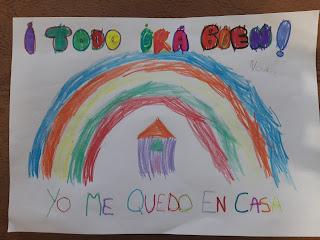 ¡TODO IRÁ BIEN!
YO ME QUEDO EN CASA